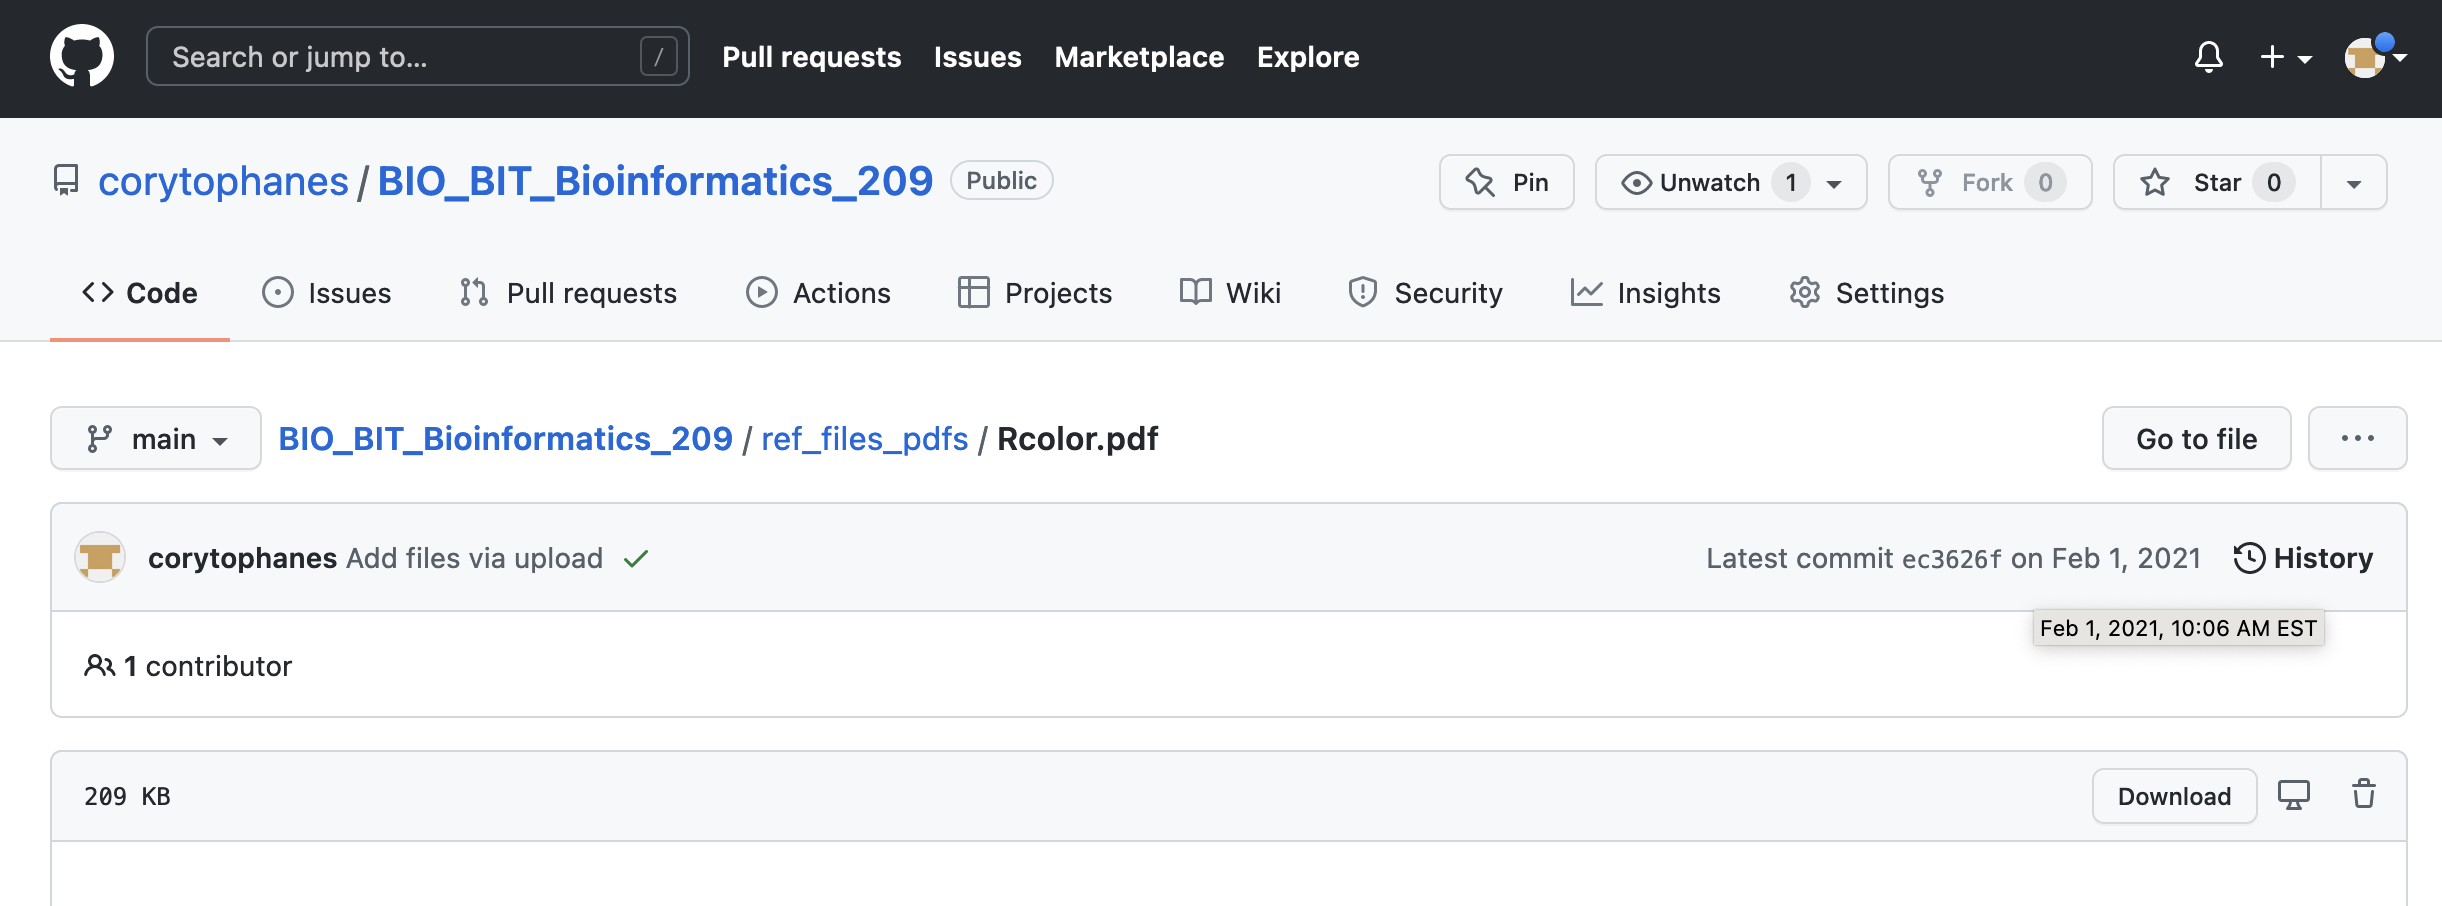 Search or jump to... / Pull requests Issues Marketplace Explore
corytophanes / BIO_BIT_Bioinformatics_209 Public Pin Unwatch 1 Fork 0 Star 0
Code Issues Pull requests Actions Projects Wiki Security Insights Settings
main BIO_BIT_Bioinformatics_209 / ref_files_pdfs / Rcolor.pdf Go to file ...
corytophanes Add files via upload Latest commit ec3626f on Feb 1, 2021 History
Feb 1, 2021, 10:06 AM EST
1 contributor
209 KB Download